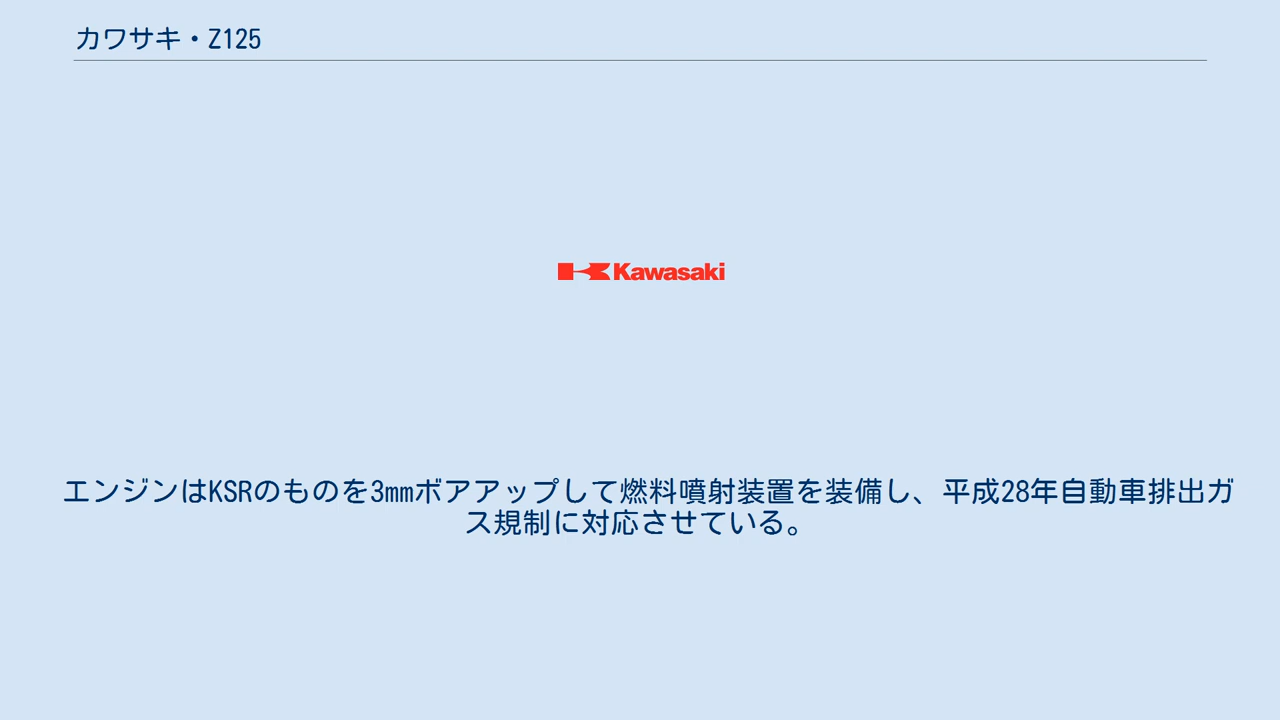 カワサキ・Z125
Kawasaki
エンジンはKSRのものを3mmボアアップして燃料噴射装置を装備し、平成28年自動車排出ガ
ス規制に対応させている。